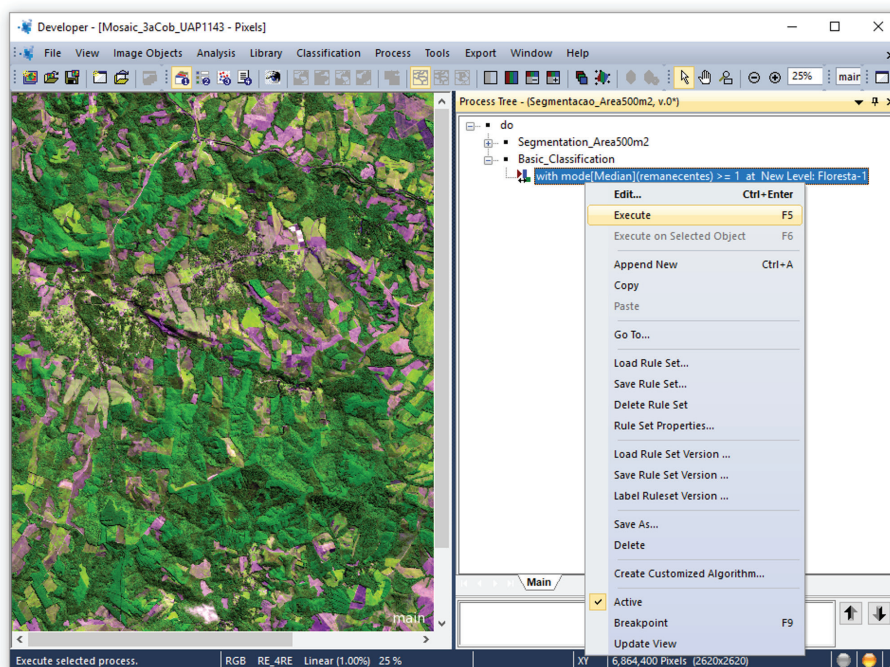 Developer - [Mosaic_3aCob_UAP1143 - Pixels]
File View Image Objects Analysis Library Classification Process Tools Export Window Help
25% main
Process Tree - (Segmentacao_Area500m2, v.0*)
do
Segmentation_Area500m2
Basic_Classification
with mode[Median](remanecentes) >= 1 at New Level: Floresta-1
Edit... Ctrl+Enter
Execute F5
Execute on Selected Object F6
Append New Ctrl+A
Copy
Paste
Go To...
Load Rule Set...
Save Rule Set...
Delete Rule Set
Rule Set Properties...
Load Rule Set Version ...
Save Rule Set Version ...
Label Ruleset Version ...
Save As...
Delete
Create Customized Algorithm...
Active
Breakpoint F9
Update View
Main
main
Execute selected process. RGB RE_4RE Linear (1.00%) 25 % XY 6,864,400 Pixels (2620x2620)